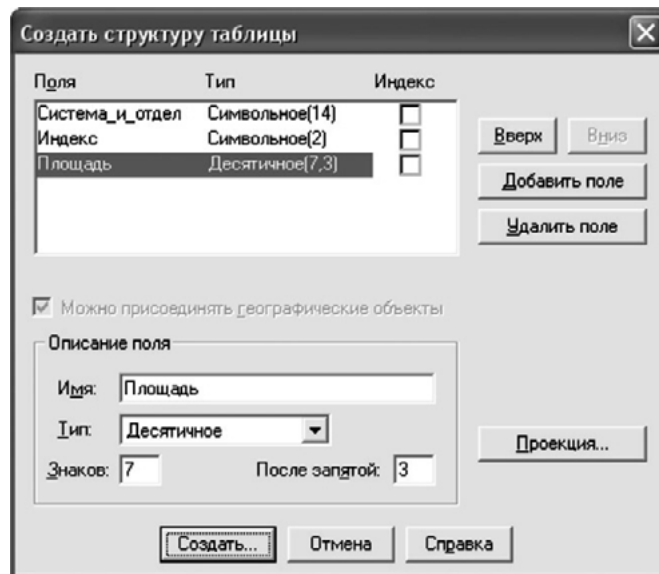 Создать структуру таблицы
Поля Тип Индекс
Система_и_отдел Символьное(14)
Индекс Символьное(2)
Площадь Десятичное(7,3)
Вверх Вниз
Добавить поле
Удалить поле
Можно присоединять географические объекты
Описание поля
Имя: Площадь
Тип: Десятичное
Знаков: 7 После запятой: 3
Проекция...
Создать... Отмена Справка